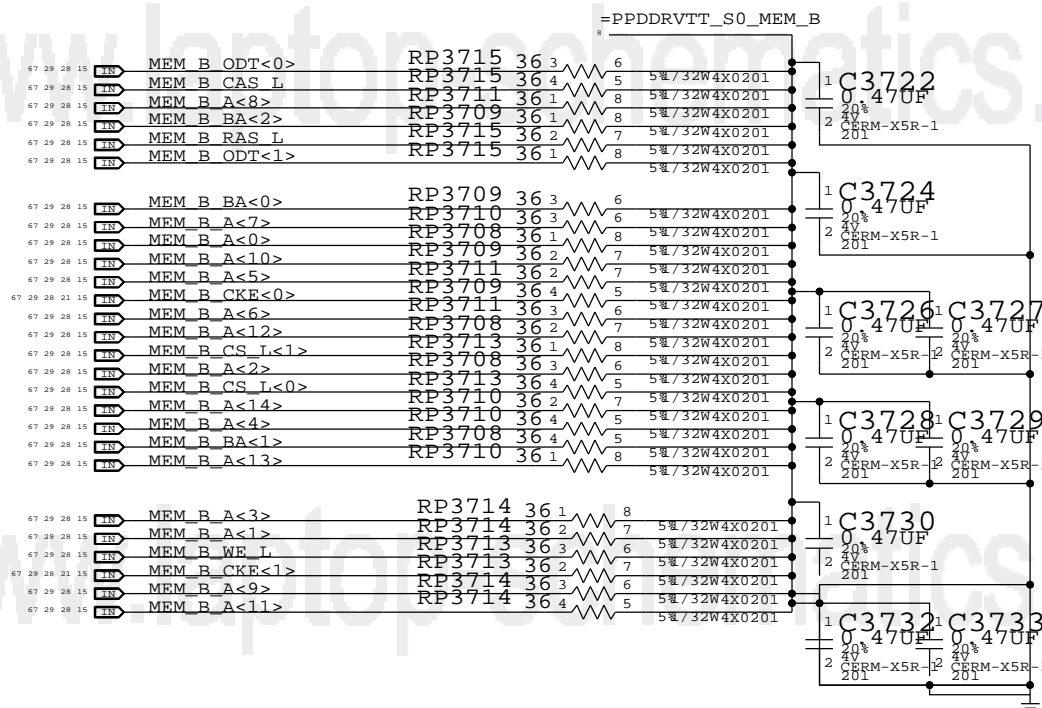 www.laptop-schematics.
=PPDDRVTT_S0_MEM_B
8
67 29 28 15 IN MEM_B_ODT<0> RP3715 36 3 6 5%1/32W4X0201
67 29 28 15 IN MEM_B_CAS_L RP3715 36 4 5 5%1/32W4X0201
67 29 28 15 IN MEM_B_A<8> RP3711 36 1 8 5%1/32W4X0201
67 29 28 15 IN MEM_B_BA<2> RP3709 36 1 8 5%1/32W4X0201
67 29 28 15 IN MEM_B_RAS_L RP3715 36 2 7 5%1/32W4X0201
67 29 28 15 IN MEM_B_ODT<1> RP3715 36 1 8 5%1/32W4X0201
1 C3722
0.47UF
20%
4V
2 CERM-X5R-1
201
67 29 28 15 IN MEM_B_BA<0> RP3709 36 3 6 5%1/32W4X0201
67 29 28 15 IN MEM_B_A<7> RP3710 36 3 6 5%1/32W4X0201
67 29 28 15 IN MEM_B_A<0> RP3708 36 1 8 5%1/32W4X0201
67 29 28 15 IN MEM_B_A<10> RP3709 36 2 7 5%1/32W4X0201
67 29 28 15 IN MEM_B_A<5> RP3711 36 2 7 5%1/32W4X0201
67 29 28 21 15 IN MEM_B_CKE<0> RP3709 36 4 5 5%1/32W4X0201
67 29 28 15 IN MEM_B_A<6> RP3711 36 3 6 5%1/32W4X0201
67 29 28 15 IN MEM_B_A<12> RP3708 36 2 7 5%1/32W4X0201
67 29 28 15 IN MEM_B_CS_L<1> RP3713 36 1 8 5%1/32W4X0201
67 29 28 15 IN MEM_B_A<2> RP3708 36 3 6 5%1/32W4X0201
67 29 28 15 IN MEM_B_CS_L<0> RP3713 36 4 5 5%1/32W4X0201
67 29 28 15 IN MEM_B_A<14> RP3710 36 2 7 5%1/32W4X0201
67 29 28 15 IN MEM_B_A<4> RP3710 36 4 5 5%1/32W4X0201
67 29 28 15 IN MEM_B_BA<1> RP3708 36 4 5 5%1/32W4X0201
67 29 28 15 IN MEM_B_A<13> RP3710 36 1 8 5%1/32W4X0201
1 C3724
0.47UF
20%
4V
2 CERM-X5R-1
201
1 C3726 1 C3727
0.47UF 0.47UF
20% 20%
4V 4V
2 CERM-X5R-1 2 CERM-X5R-
201 201
1 C3728 1 C3729
0.47UF 0.47UF
20% 20%
4V 4V
2 CERM-X5R-1 2 CERM-X5R-
201 201
67 29 28 15 IN MEM_B_A<3> RP3714 36 1 8 5%1/32W4X0201
67 29 28 15 IN MEM_B_A<1> RP3714 36 2 7 5%1/32W4X0201
67 29 28 15 IN MEM_B_WE_L RP3713 36 3 6 5%1/32W4X0201
67 29 28 21 15 IN MEM_B_CKE<1> RP3713 36 2 7 5%1/32W4X0201
67 29 28 15 IN MEM_B_A<9> RP3714 36 3 6 5%1/32W4X0201
67 29 28 15 IN MEM_B_A<11> RP3714 36 4 5 5%1/32W4X0201
1 C3730
0.47UF
20%
4V
2 CERM-X5R-1
201
1 C3732 1 C3733
0.47UF 0.47UF
20% 20%
4V 4V
2 CERM-X5R-1 2 CERM-X5R-
201 201
www.laptop-schematics